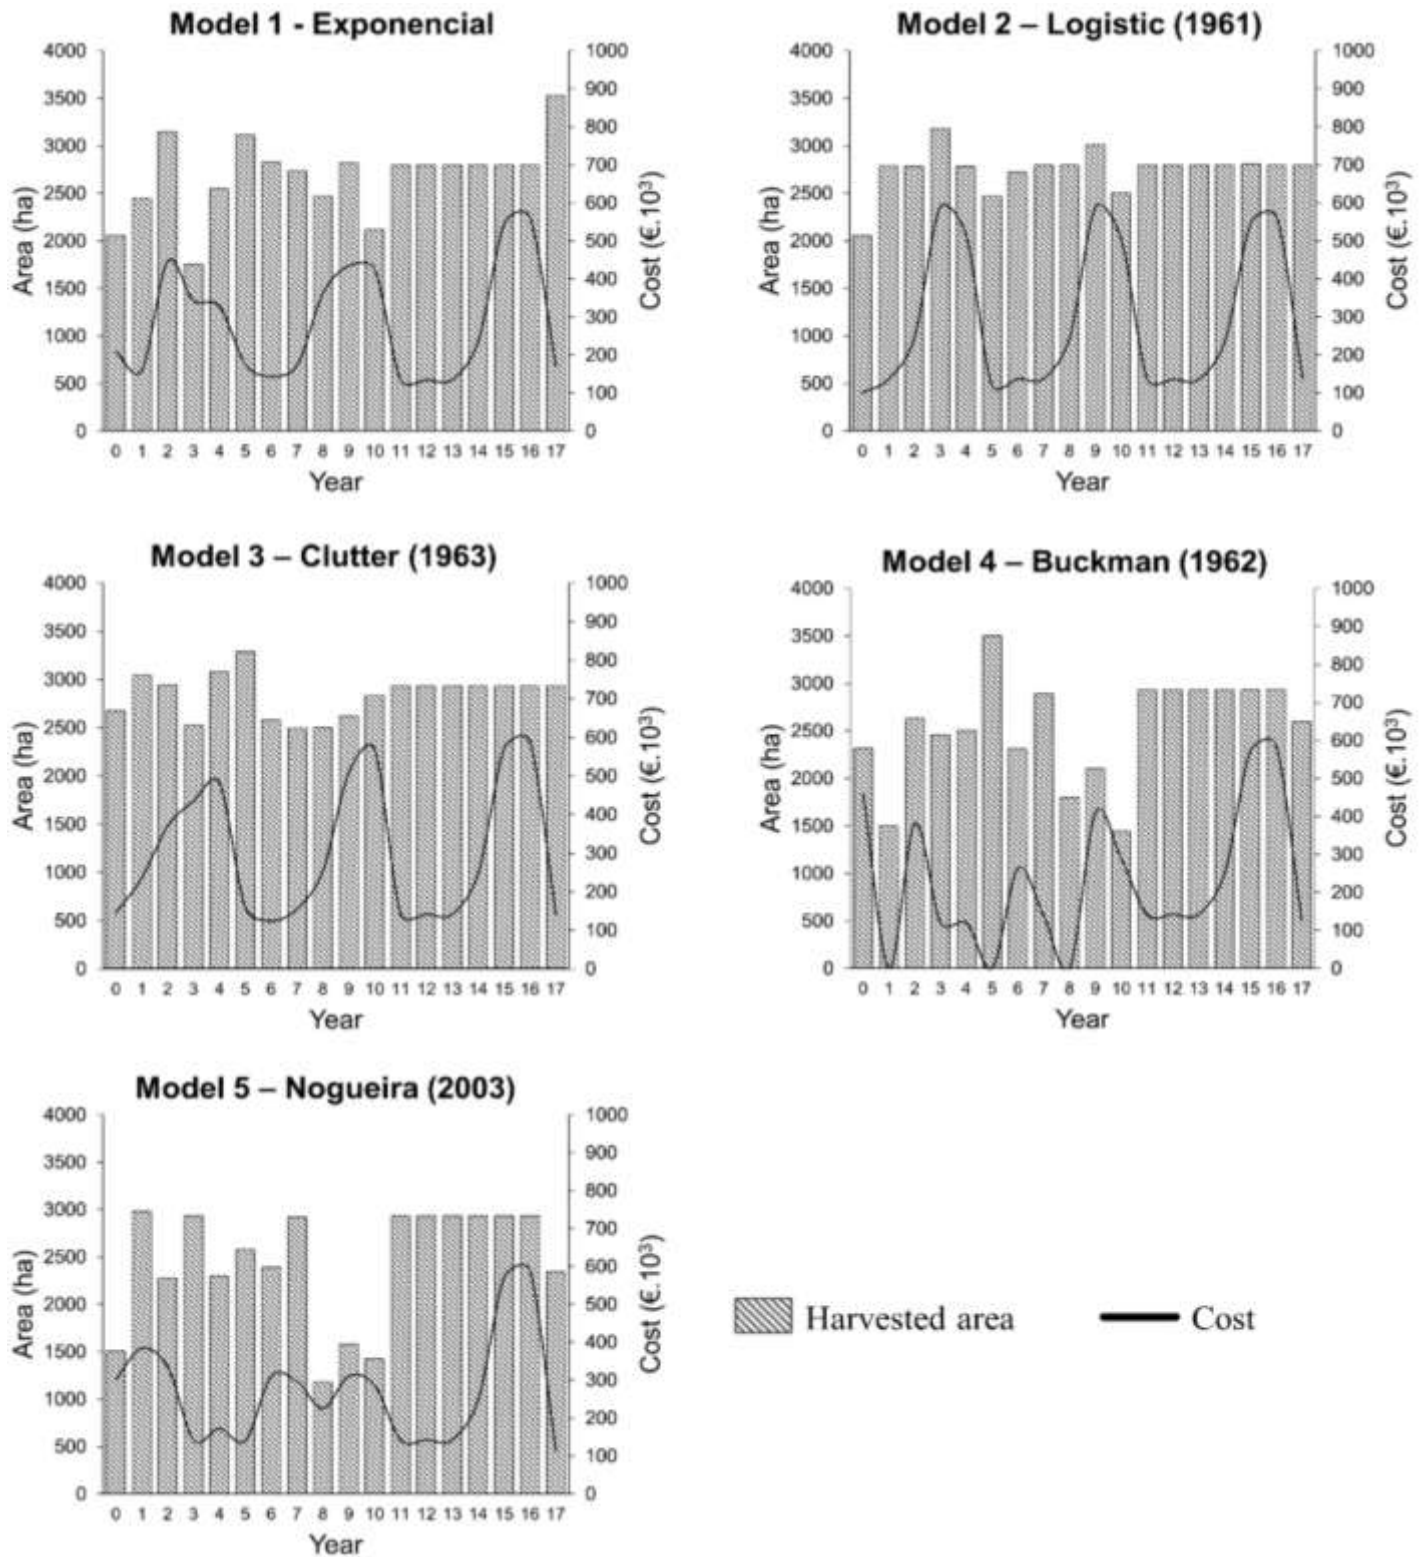 Model 1 - Exponencial
4000 1000
3500 900
3000 800
2500 700
2000 600
1500 500
1000 400
500 300
0 200
100
0
Area (ha)
Cost (€.10³)
0 1 2 3 4 5 6 7 8 9 10 11 12 13 14 15 16 17
Year
Model 2 – Logistic (1961)
4000 1000
3500 900
3000 800
2500 700
2000 600
1500 500
1000 400
500 300
0 200
100
0
Area (ha)
Cost (€.10³)
0 1 2 3 4 5 6 7 8 9 10 11 12 13 14 15 16 17
Year
Model 3 – Clutter (1963)
4000 1000
3500 900
3000 800
2500 700
2000 600
1500 500
1000 400
500 300
0 200
100
0
Area (ha)
Cost (€.10³)
0 1 2 3 4 5 6 7 8 9 10 11 12 13 14 15 16 17
Year
Model 4 – Buckman (1962)
4000 1000
3500 900
3000 800
2500 700
2000 600
1500 500
1000 400
500 300
0 200
100
0
Area (ha)
Cost (€.10³)
0 1 2 3 4 5 6 7 8 9 10 11 12 13 14 15 16 17
Year
Model 5 – Nogueira (2003)
4000 1000
3500 900
3000 800
2500 700
2000 600
1500 500
1000 400
500 300
0 200
100
0
Area (ha)
Cost (€.10³)
0 1 2 3 4 5 6 7 8 9 10 11 12 13 14 15 16 17
Year
Harvested area Cost